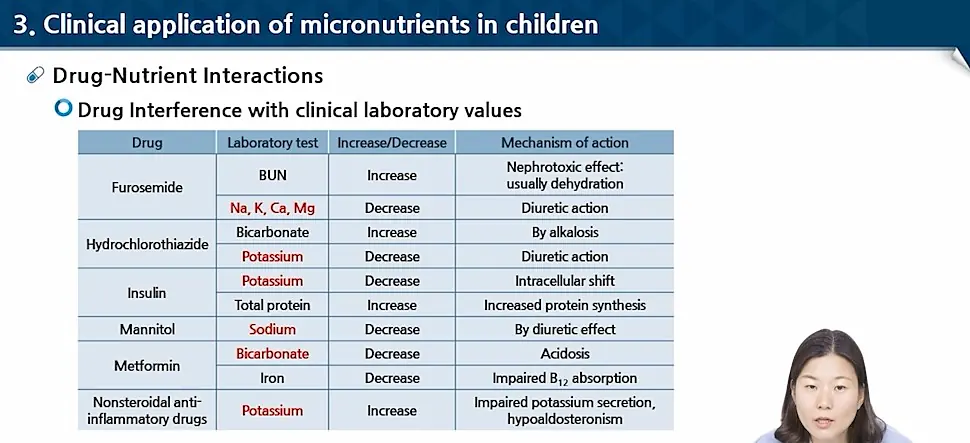 3. Clinical application of micronutrients in children
Drug-Nutrient Interactions
Drug Interference with clinical laboratory values
Drug Laboratory test Increase/Decrease Mechanism of action
Furosemide BUN Increase Nephrotoxic effect:
usually dehydration
Na, K, Ca, Mg Decrease Diuretic action
Hydrochlorothiazide Bicarbonate Increase By alkalosis
Potassium Decrease Diuretic action
Insulin Potassium Decrease Intracellular shift
Total protein Increase Increased protein synthesis
Mannitol Sodium Decrease By diuretic effect
Metformin Bicarbonate Decrease Acidosis
Iron Decrease Impaired B12 absorption
Nonsteroidal anti-
inflammatory drugs Potassium Increase Impaired potassium secretion,
hypoaldosteronism